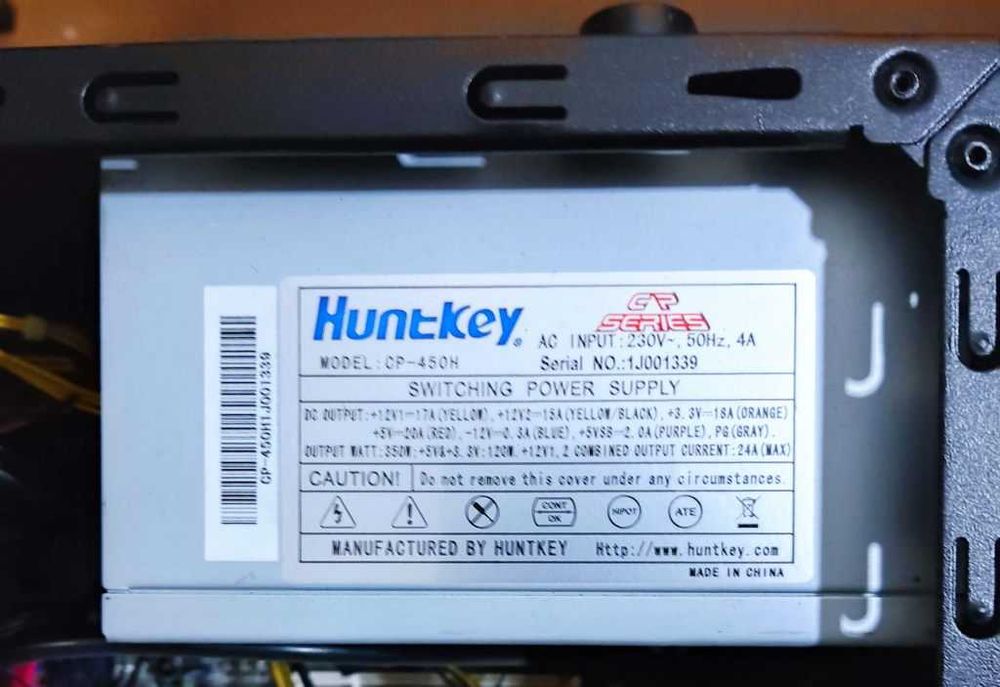 CP-450H1J001339
Huntkey®
CP
SERIES
AC INPUT:230V~, 50Hz, 4A
MODEL:CP-450H
Serial NO.:1J001339
SWITCHING POWER SUPPLY
DC OUTPUT:+12V1⎓17A(YELLOW), +12V2⎓15A(YELLOW/BLACK), +3.3V⎓18A(ORANGE)
+5V⎓20A(RED), -12V⎓0.3A(BLUE), +5VSB⎓2.0A(PURPLE), PG(GRAY).
OUTPUT WATT:350W:+5V&+3.3V:120W, +12V1,2 COMBINED OUTPUT CURRENT:24A(MAX)
CAUTION! Do not remove this cover under any circumstances.
CONT
OK
HIPOT
ATE
MANUFACTURED BY HUNTKEY Http://www.huntkey.com
MADE IN CHINA